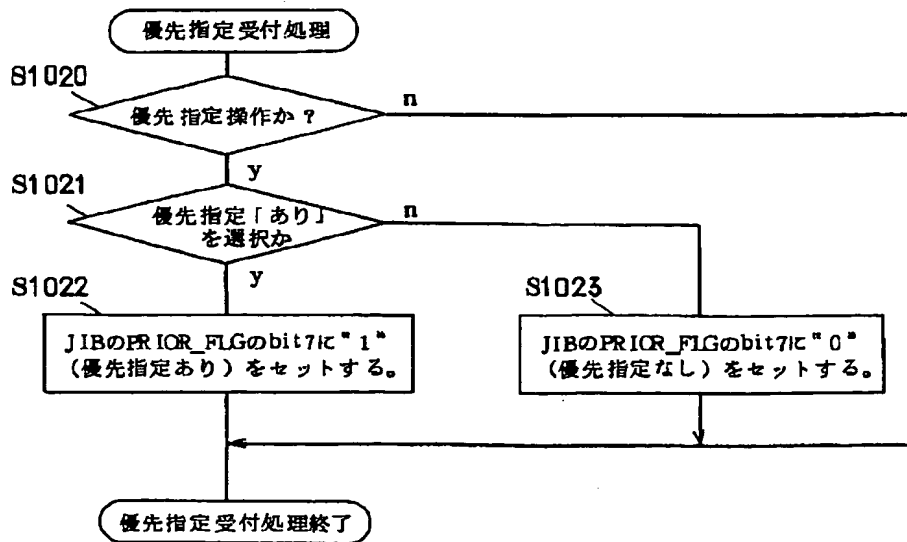 優先指定受付処理
S1020
優先指定操作か？
n
y
S1021
優先指定「あり」
を選択か
n
y
S1022
JIBのPRIOR_FLGのbit7に"1"
(優先指定あり)をセットする。
S1023
JIBのPRIOR_FLGのbit7に"0"
(優先指定なし)をセットする。
優先指定受付処理終了